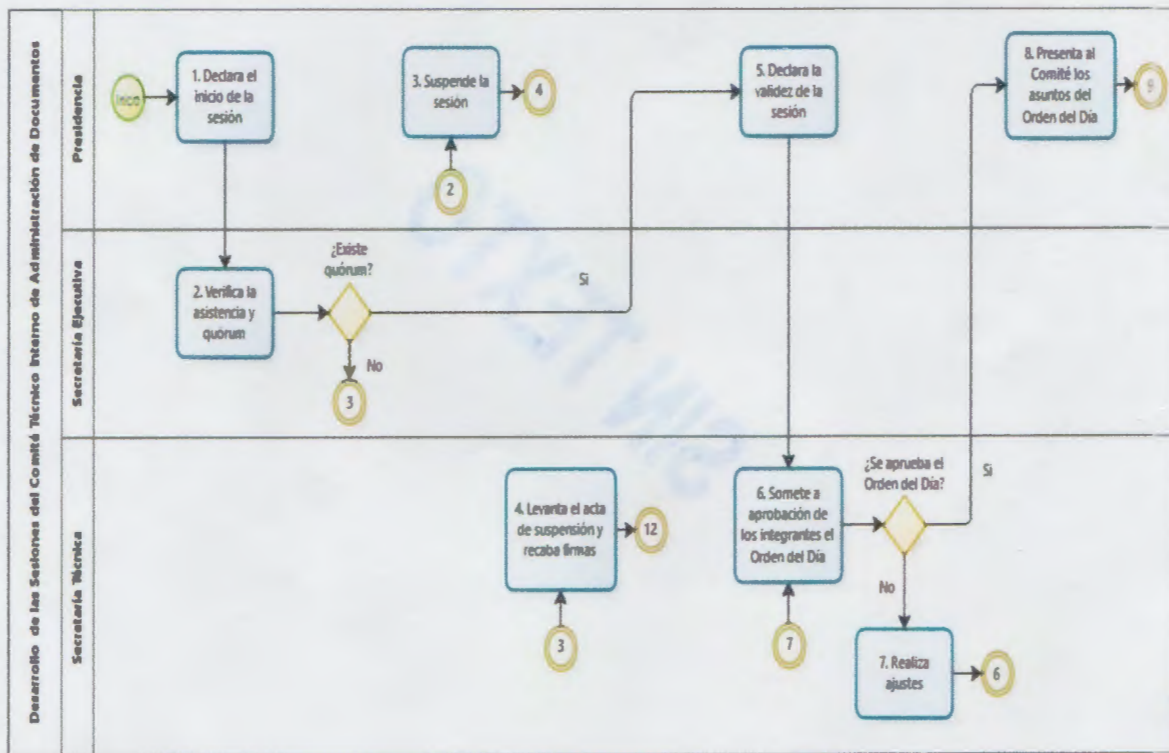 Desarrollo de las Sesiones del Comité Técnico Interno de Administración de Documentos
Presidencia
Inicio
1. Declara el
inicio de la
sesión
3. Suspende la
sesión
4
2
5. Declara la
validez de la
sesión
8. Presenta al
Comité los
asuntos del
Orden del Día
9
Secretaría Ejecutiva
2. Verifica la
asistencia y
quórum
¿Existe
quórum?
Si
No
3
Secretaría Técnica
4. Levanta el acta
de suspensión y
recaba firmas
12
3
6. Somete a
aprobación de
los integrantes el
Orden del Día
7
¿Se aprueba el
Orden del Día?
Si
No
7. Realiza
ajustes
6
SIN TEXTO